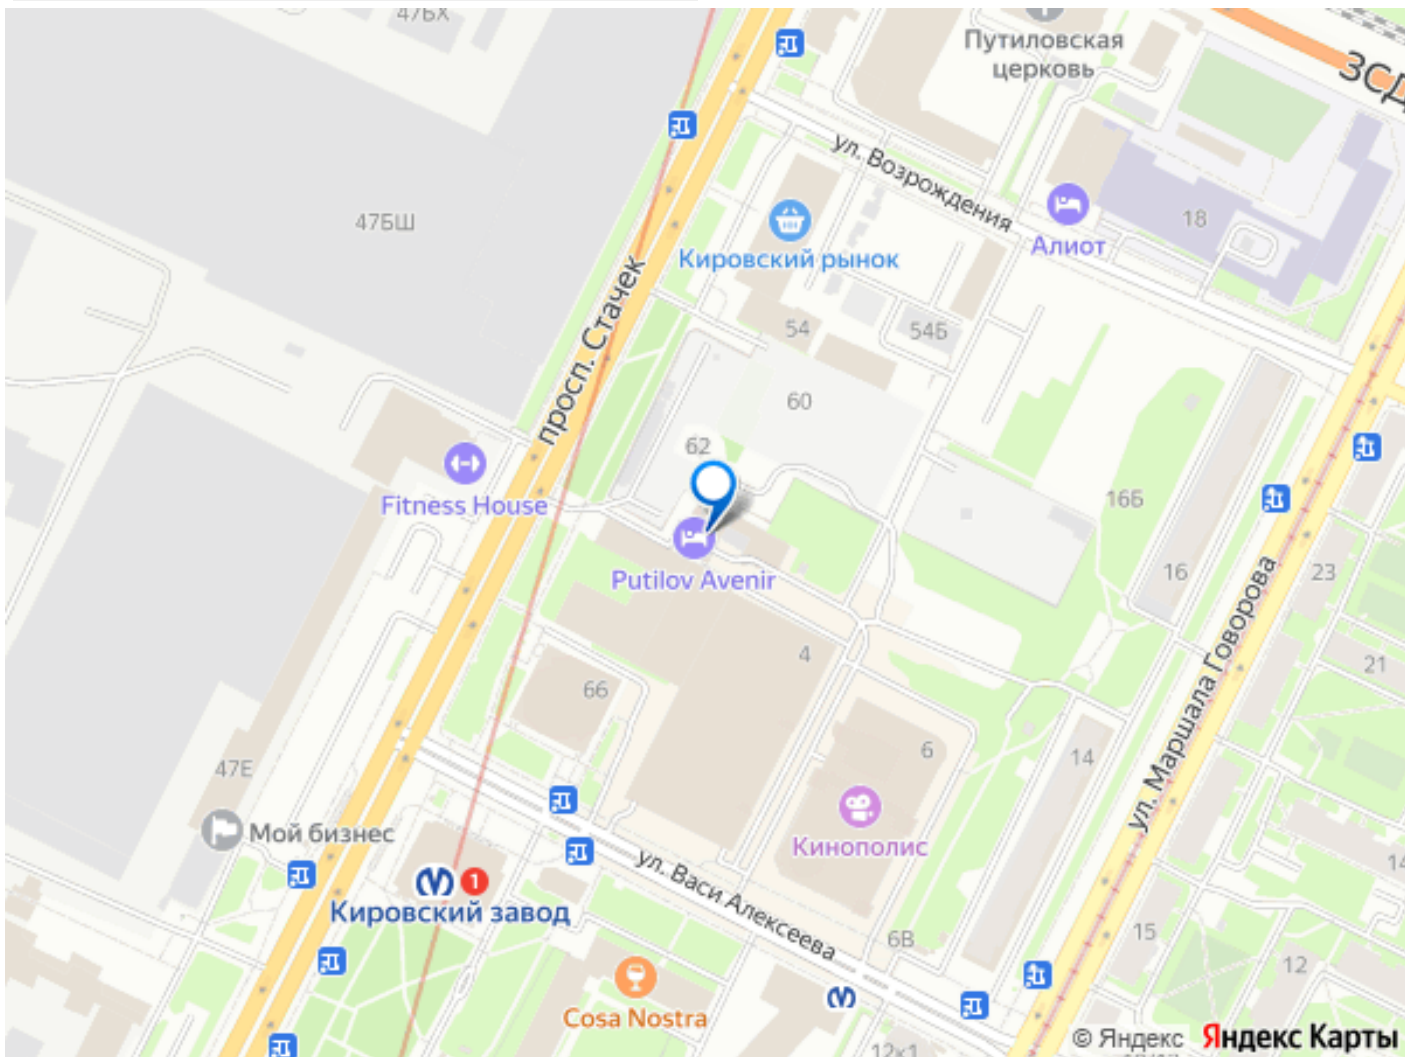 47БХ
Путиловская
церковь
ЗСД
ул. Возрождения
47БШ
18
Алиот
Кировский рынок
просп. Стачек
54
54Б
60
62
Fitness House
16Б
Putilov Avenir
16
23
ул. Маршала Говорова
4
21
66
6
14
47Е
Мой бизнес
Кинополис
1
Кировский завод
ул. Васи Алексеева
6В
15
12
Cosa Nostra
12к1
© Яндекс Яндекс Карты